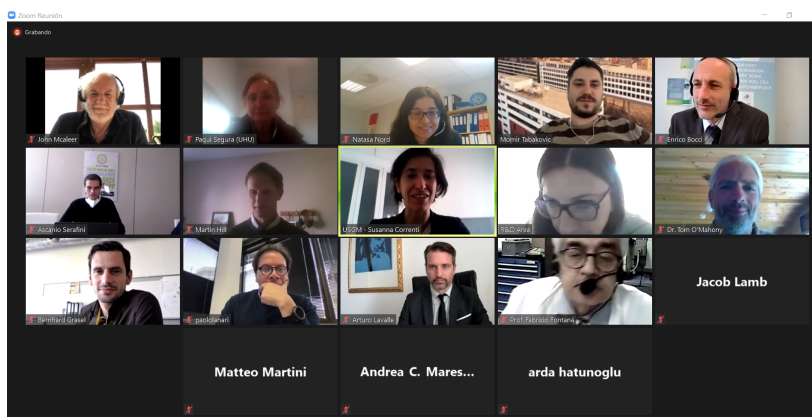 Zoom Reunión
Grabando
John Mcaleer
Paqui Segura (UHU)
Natasa Nord
Momir Tabakovic
Enrico Bocci
Ascanio Serafini
Martin Hill
USGM - Susanna Correnti
R&D Area
Dr. Tom O'Mahony
Bernhard Grasel
Arturo Lavalle
Prof. Fabrizio Fontana
Jacob Lamb
Matteo Martini
Andrea C. Mares...
arda hatunoglu